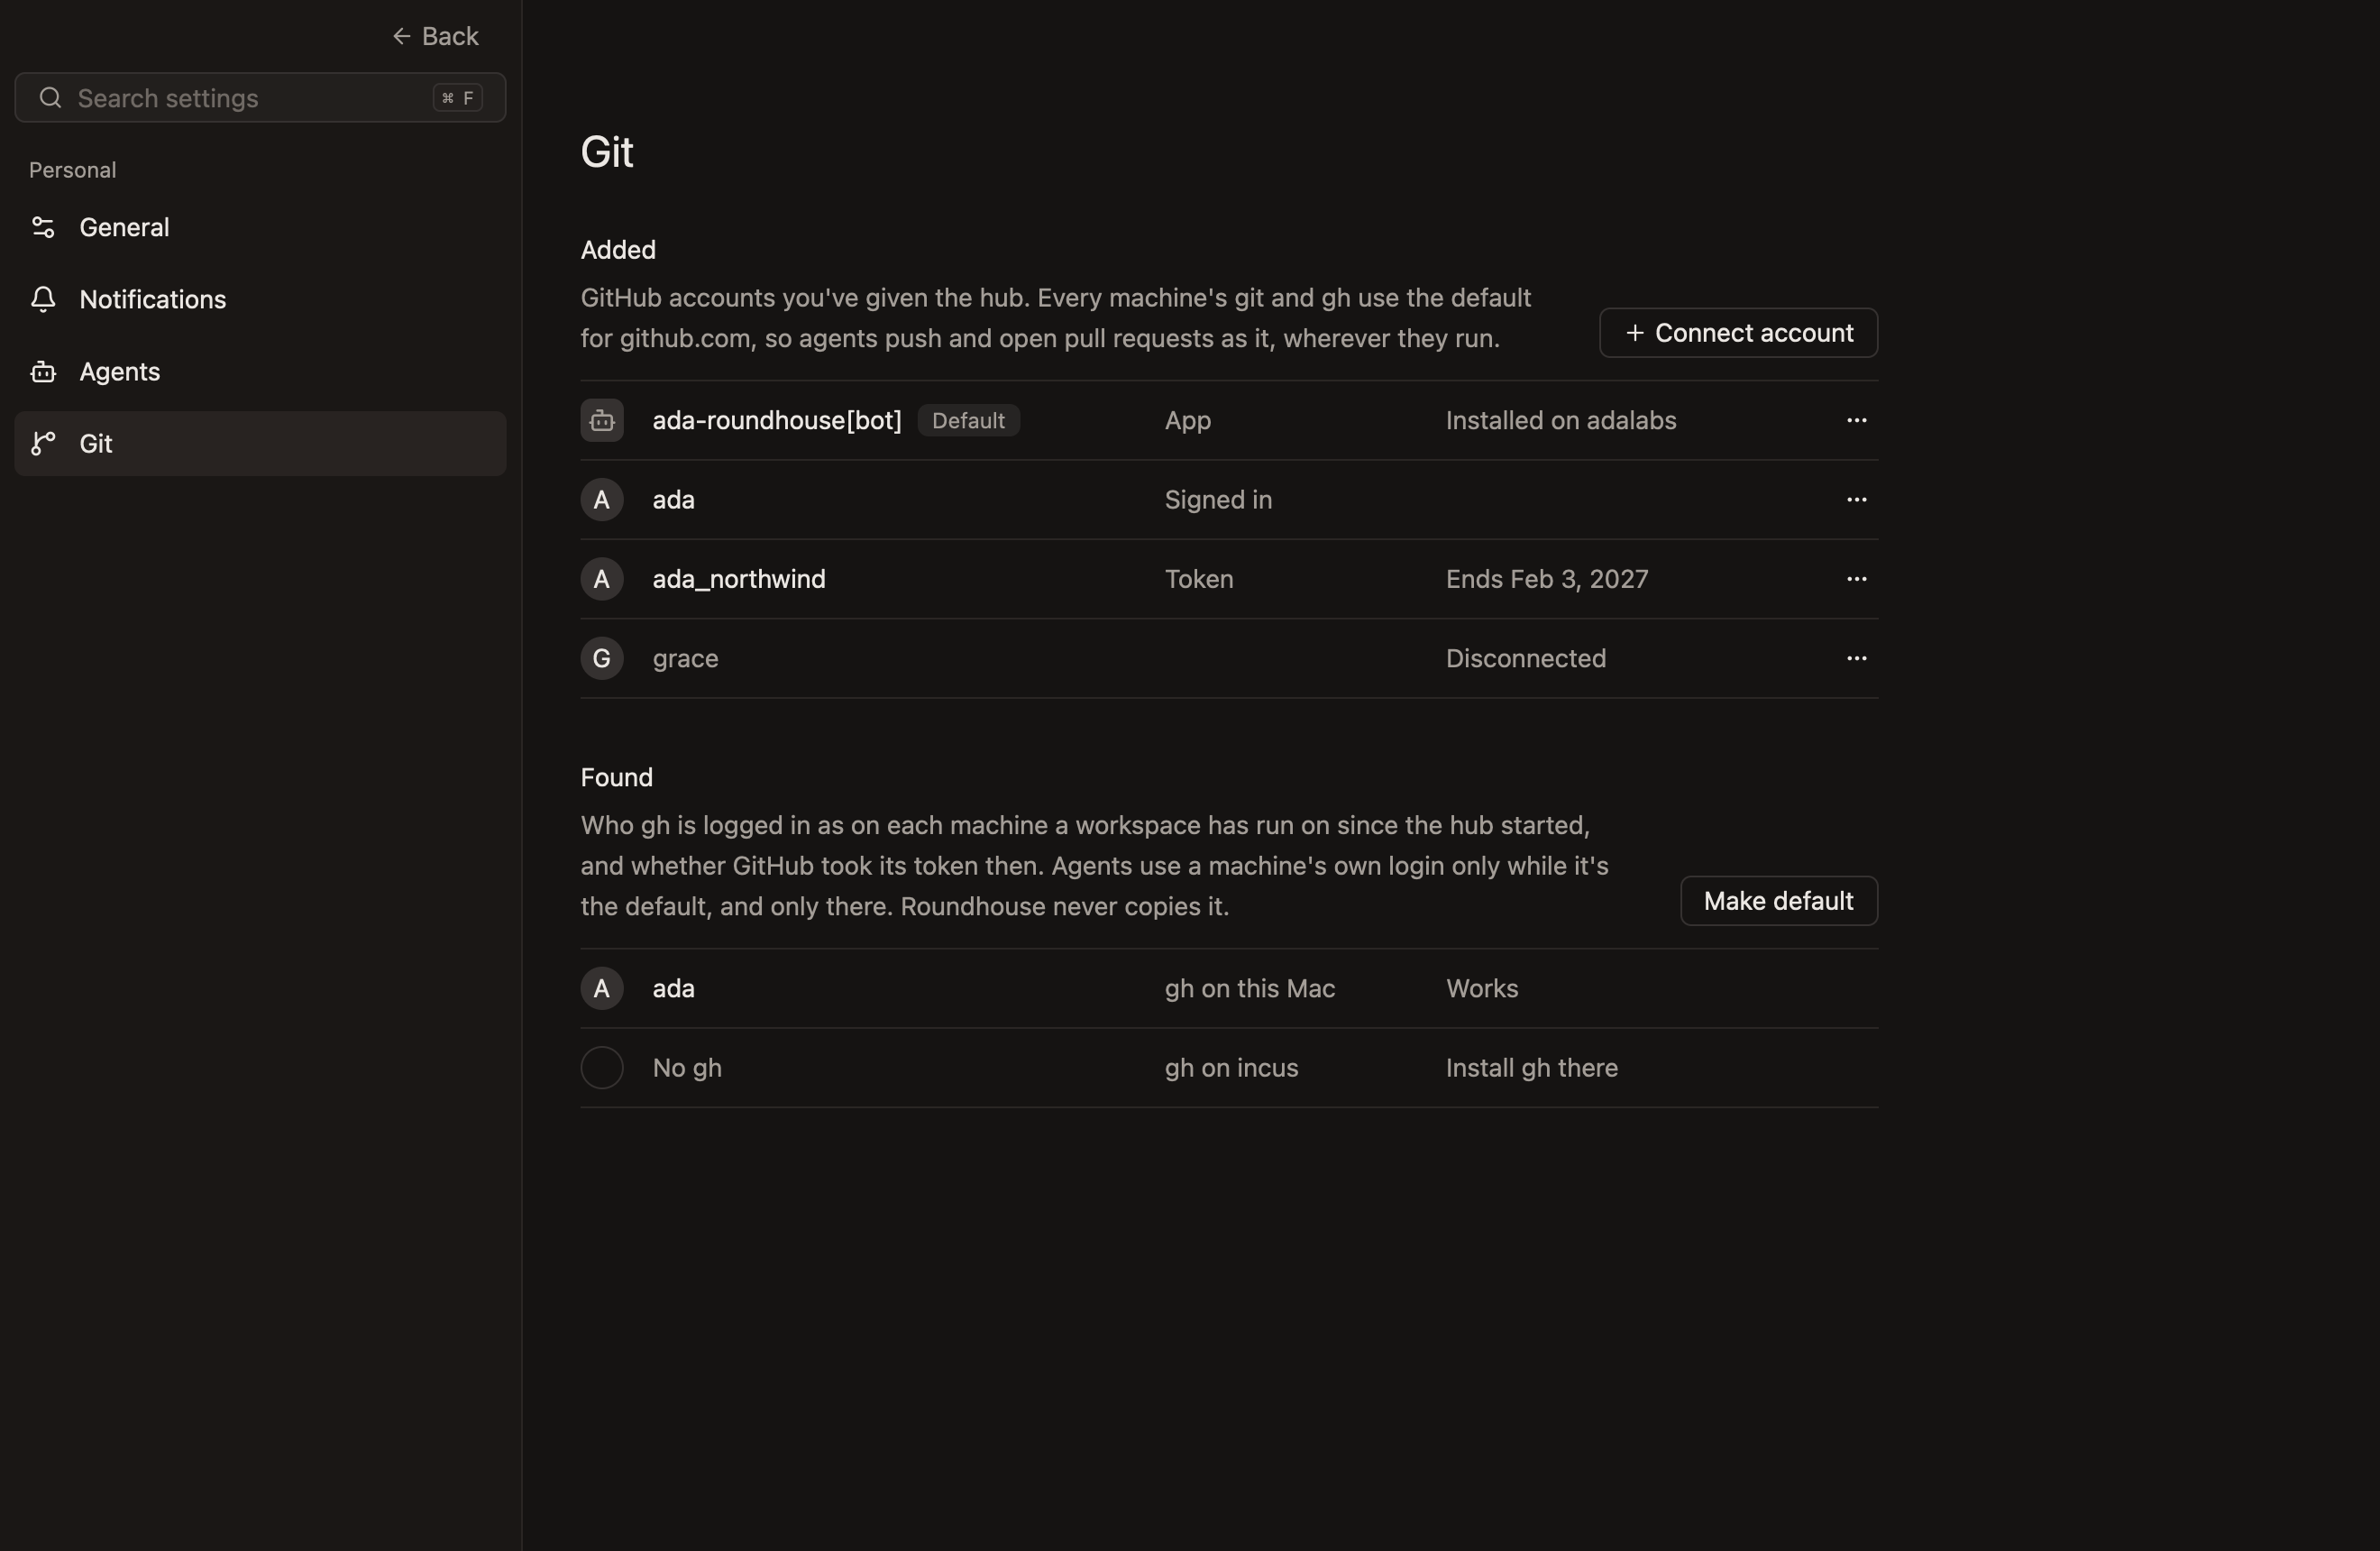 Back
Search settings
⌘ F
Personal
General
Notifications
Agents
Git
Git
Added
GitHub accounts you've given the hub. Every machine's git and gh use the default
for github.com, so agents push and open pull requests as it, wherever they run.
Connect account
ada-roundhouse[bot] Default App Installed on adalabs
A ada Signed in
A ada_northwind Token Ends Feb 3, 2027
G grace Disconnected
Found
Who gh is logged in as on each machine a workspace has run on since the hub started,
and whether GitHub took its token then. Agents use a machine's own login only while it's
the default, and only there. Roundhouse never copies it.
Make default
A ada gh on this Mac Works
No gh gh on incus Install gh there